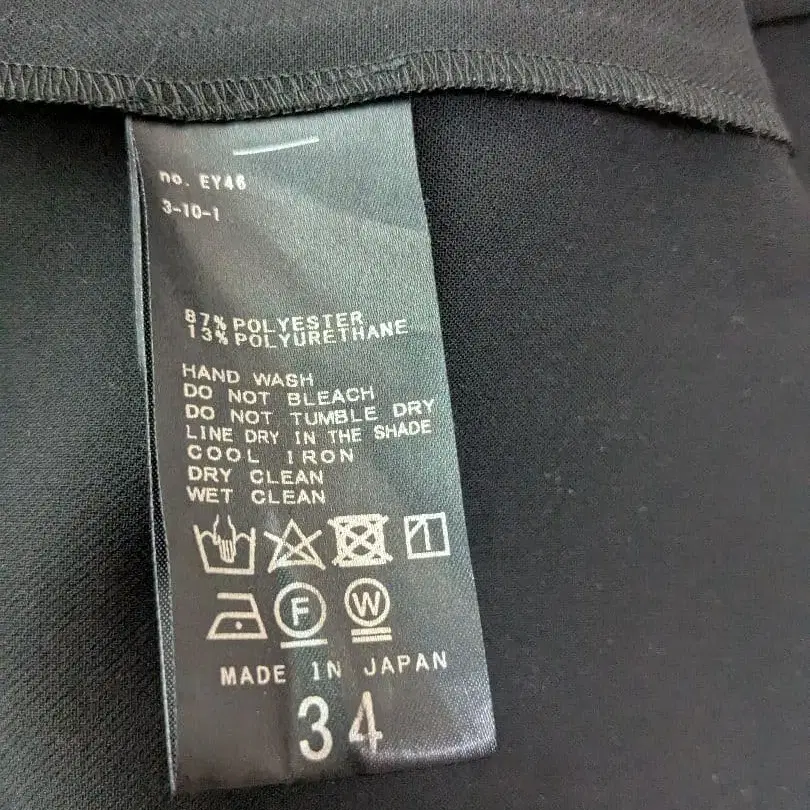 no. EY46
3-10-1
87% POLYESTER
13% POLYURETHANE
HAND WASH
DO NOT BLEACH
DO NOT TUMBLE DRY
LINE DRY IN THE SHADE
COOL IRON
DRY CLEAN
WET CLEAN
F W
MADE IN JAPAN
34